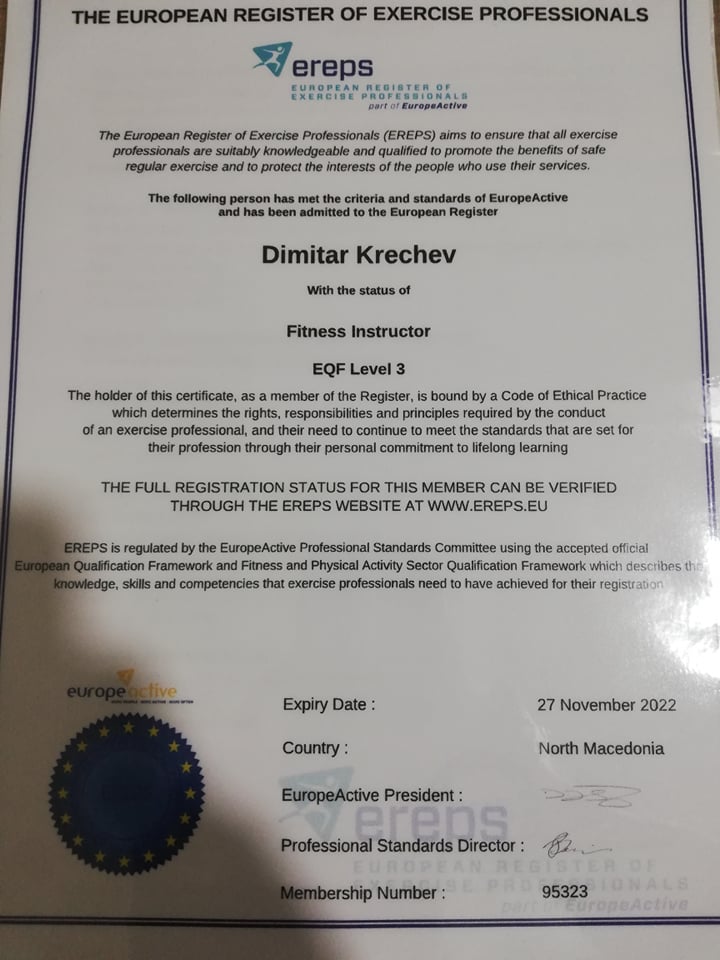 THE EUROPEAN REGISTER OF EXERCISE PROFESSIONALS
ereps
EUROPEAN REGISTER OF
EXERCISE PROFESSIONALS
part of EuropeActive
The European Register of Exercise Professionals (EREPS) aims to ensure that all exercise
professionals are suitably knowledgeable and qualified to promote the benefits of safe
regular exercise and to protect the interests of the people who use their services.
The following person has met the criteria and standards of EuropeActive
and has been admitted to the European Register
Dimitar Krechev
With the status of
Fitness Instructor
EQF Level 3
The holder of this certificate, as a member of the Register, is bound by a Code of Ethical Practice
which determines the rights, responsibilities and principles required by the conduct
of an exercise professional, and their need to continue to meet the standards that are set for
their profession through their personal commitment to lifelong learning
THE FULL REGISTRATION STATUS FOR THIS MEMBER CAN BE VERIFIED
THROUGH THE EREPS WEBSITE AT WWW.EREPS.EU
EREPS is regulated by the EuropeActive Professional Standards Committee using the accepted official
European Qualification Framework and Fitness and Physical Activity Sector Qualification Framework which describes the
knowledge, skills and competencies that exercise professionals need to have achieved for their registration
europeactive
MORE PEOPLE MORE ACTIVE MORE OFTEN
Expiry Date : 27 November 2022
Country : North Macedonia
EuropeActive President :
Professional Standards Director :
Membership Number : 95323
ereps
EUROPEAN REGISTER OF
EXERCISE PROFESSIONALS
part of EuropeActive